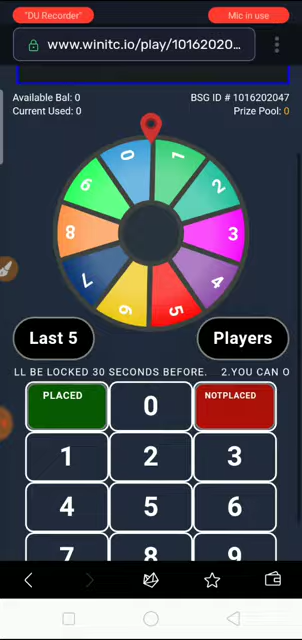 "DU Recorder"
Mic in use
www.winitc.io/play/10162020...
Available Bal: 0
BSG ID # 1016202047
Current Used: 0
Prize Pool: 0
0
1
2
3
4
5
6
7
8
9
Last 5
Players
LL BE LOCKED 30 SECONDS BEFORE. 2.YOU CAN O
PLACED
0
NOTPLACED
1 2 3
4 5 6
7 8 9